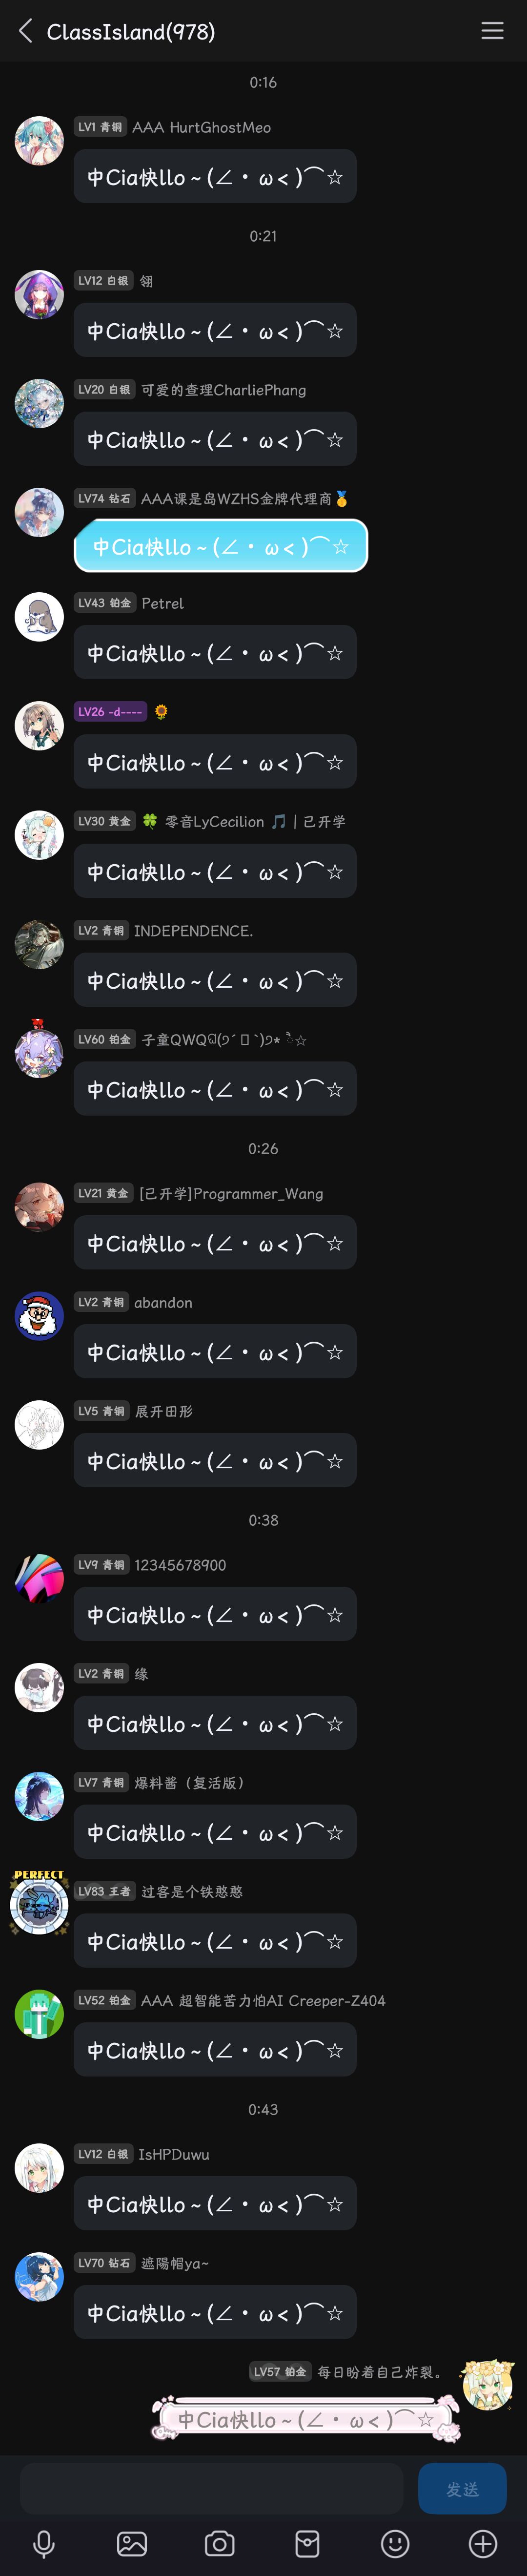 ClassIsland(978)
0:16
LV1 青铜 AAA HurtGhostMeo
中Cia快llo～(∠・ω< )⌒☆
0:21
LV12 白银 翎
中Cia快llo～(∠・ω< )⌒☆
LV20 白银 可爱的查理CharliePhang
中Cia快llo～(∠・ω< )⌒☆
LV74 钻石 AAA课是岛WZHS金牌代理商🥇
中Cia快llo～(∠・ω< )⌒☆
LV43 铂金 Petrel
中Cia快llo～(∠・ω< )⌒☆
LV26 -d---- 🌻
中Cia快llo～(∠・ω< )⌒☆
LV30 黄金 🍀 零音LyCecilion 🎵 | 已开学
中Cia快llo～(∠・ω< )⌒☆
LV2 青铜 INDEPENDENCE.
中Cia快llo～(∠・ω< )⌒☆
LV60 铂金 子童QWQ
中Cia快llo～(∠・ω< )⌒☆
0:26
LV21 黄金 [已开学]Programmer_Wang
中Cia快llo～(∠・ω< )⌒☆
LV2 青铜 abandon
中Cia快llo～(∠・ω< )⌒☆
LV5 青铜 展开田形
中Cia快llo～(∠・ω< )⌒☆
0:38
LV9 青铜 12345678900
中Cia快llo～(∠・ω< )⌒☆
LV2 青铜 缘
中Cia快llo～(∠・ω< )⌒☆
LV7 青铜 爆料酱（复活版）
中Cia快llo～(∠・ω< )⌒☆
PERFECT
LV83 王者 过客是个铁憨憨
中Cia快llo～(∠・ω< )⌒☆
LV52 铂金 AAA 超智能苦力怕AI Creeper-Z404
中Cia快llo～(∠・ω< )⌒☆
0:43
LV12 白银 IsHPDuwu
中Cia快llo～(∠・ω< )⌒☆
LV70 钻石 遮陽帽ya~
中Cia快llo～(∠・ω< )⌒☆
LV57 铂金 每日盼着自己炸裂。
中Cia快llo～(∠・ω< )⌒☆
发送